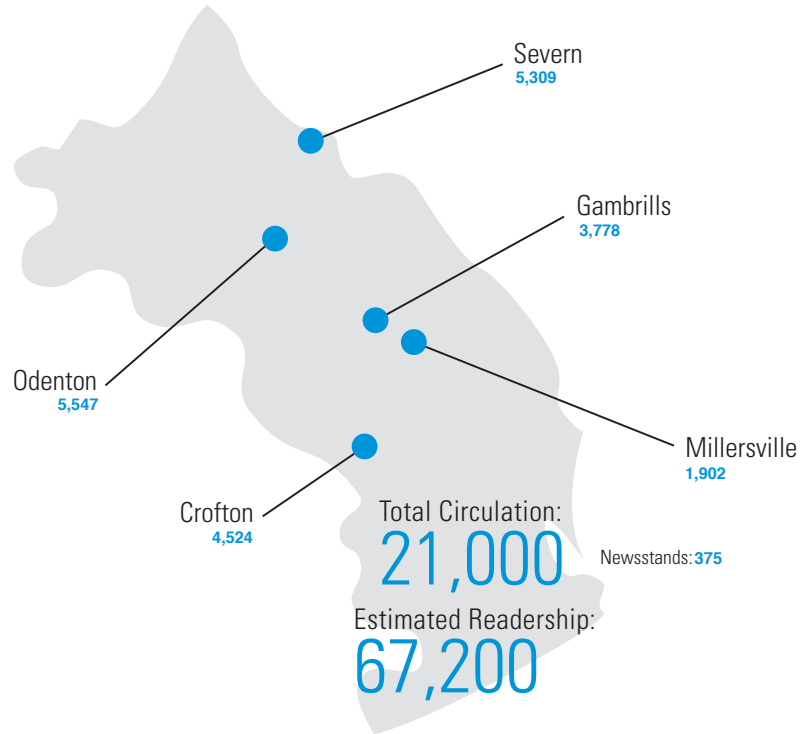 Severn
5,309
Gambrills
3,778
Odenton
5,547
Millersville
1,902
Crofton
4,524
Total Circulation:
21,000
Newsstands: 375
Estimated Readership:
67,200